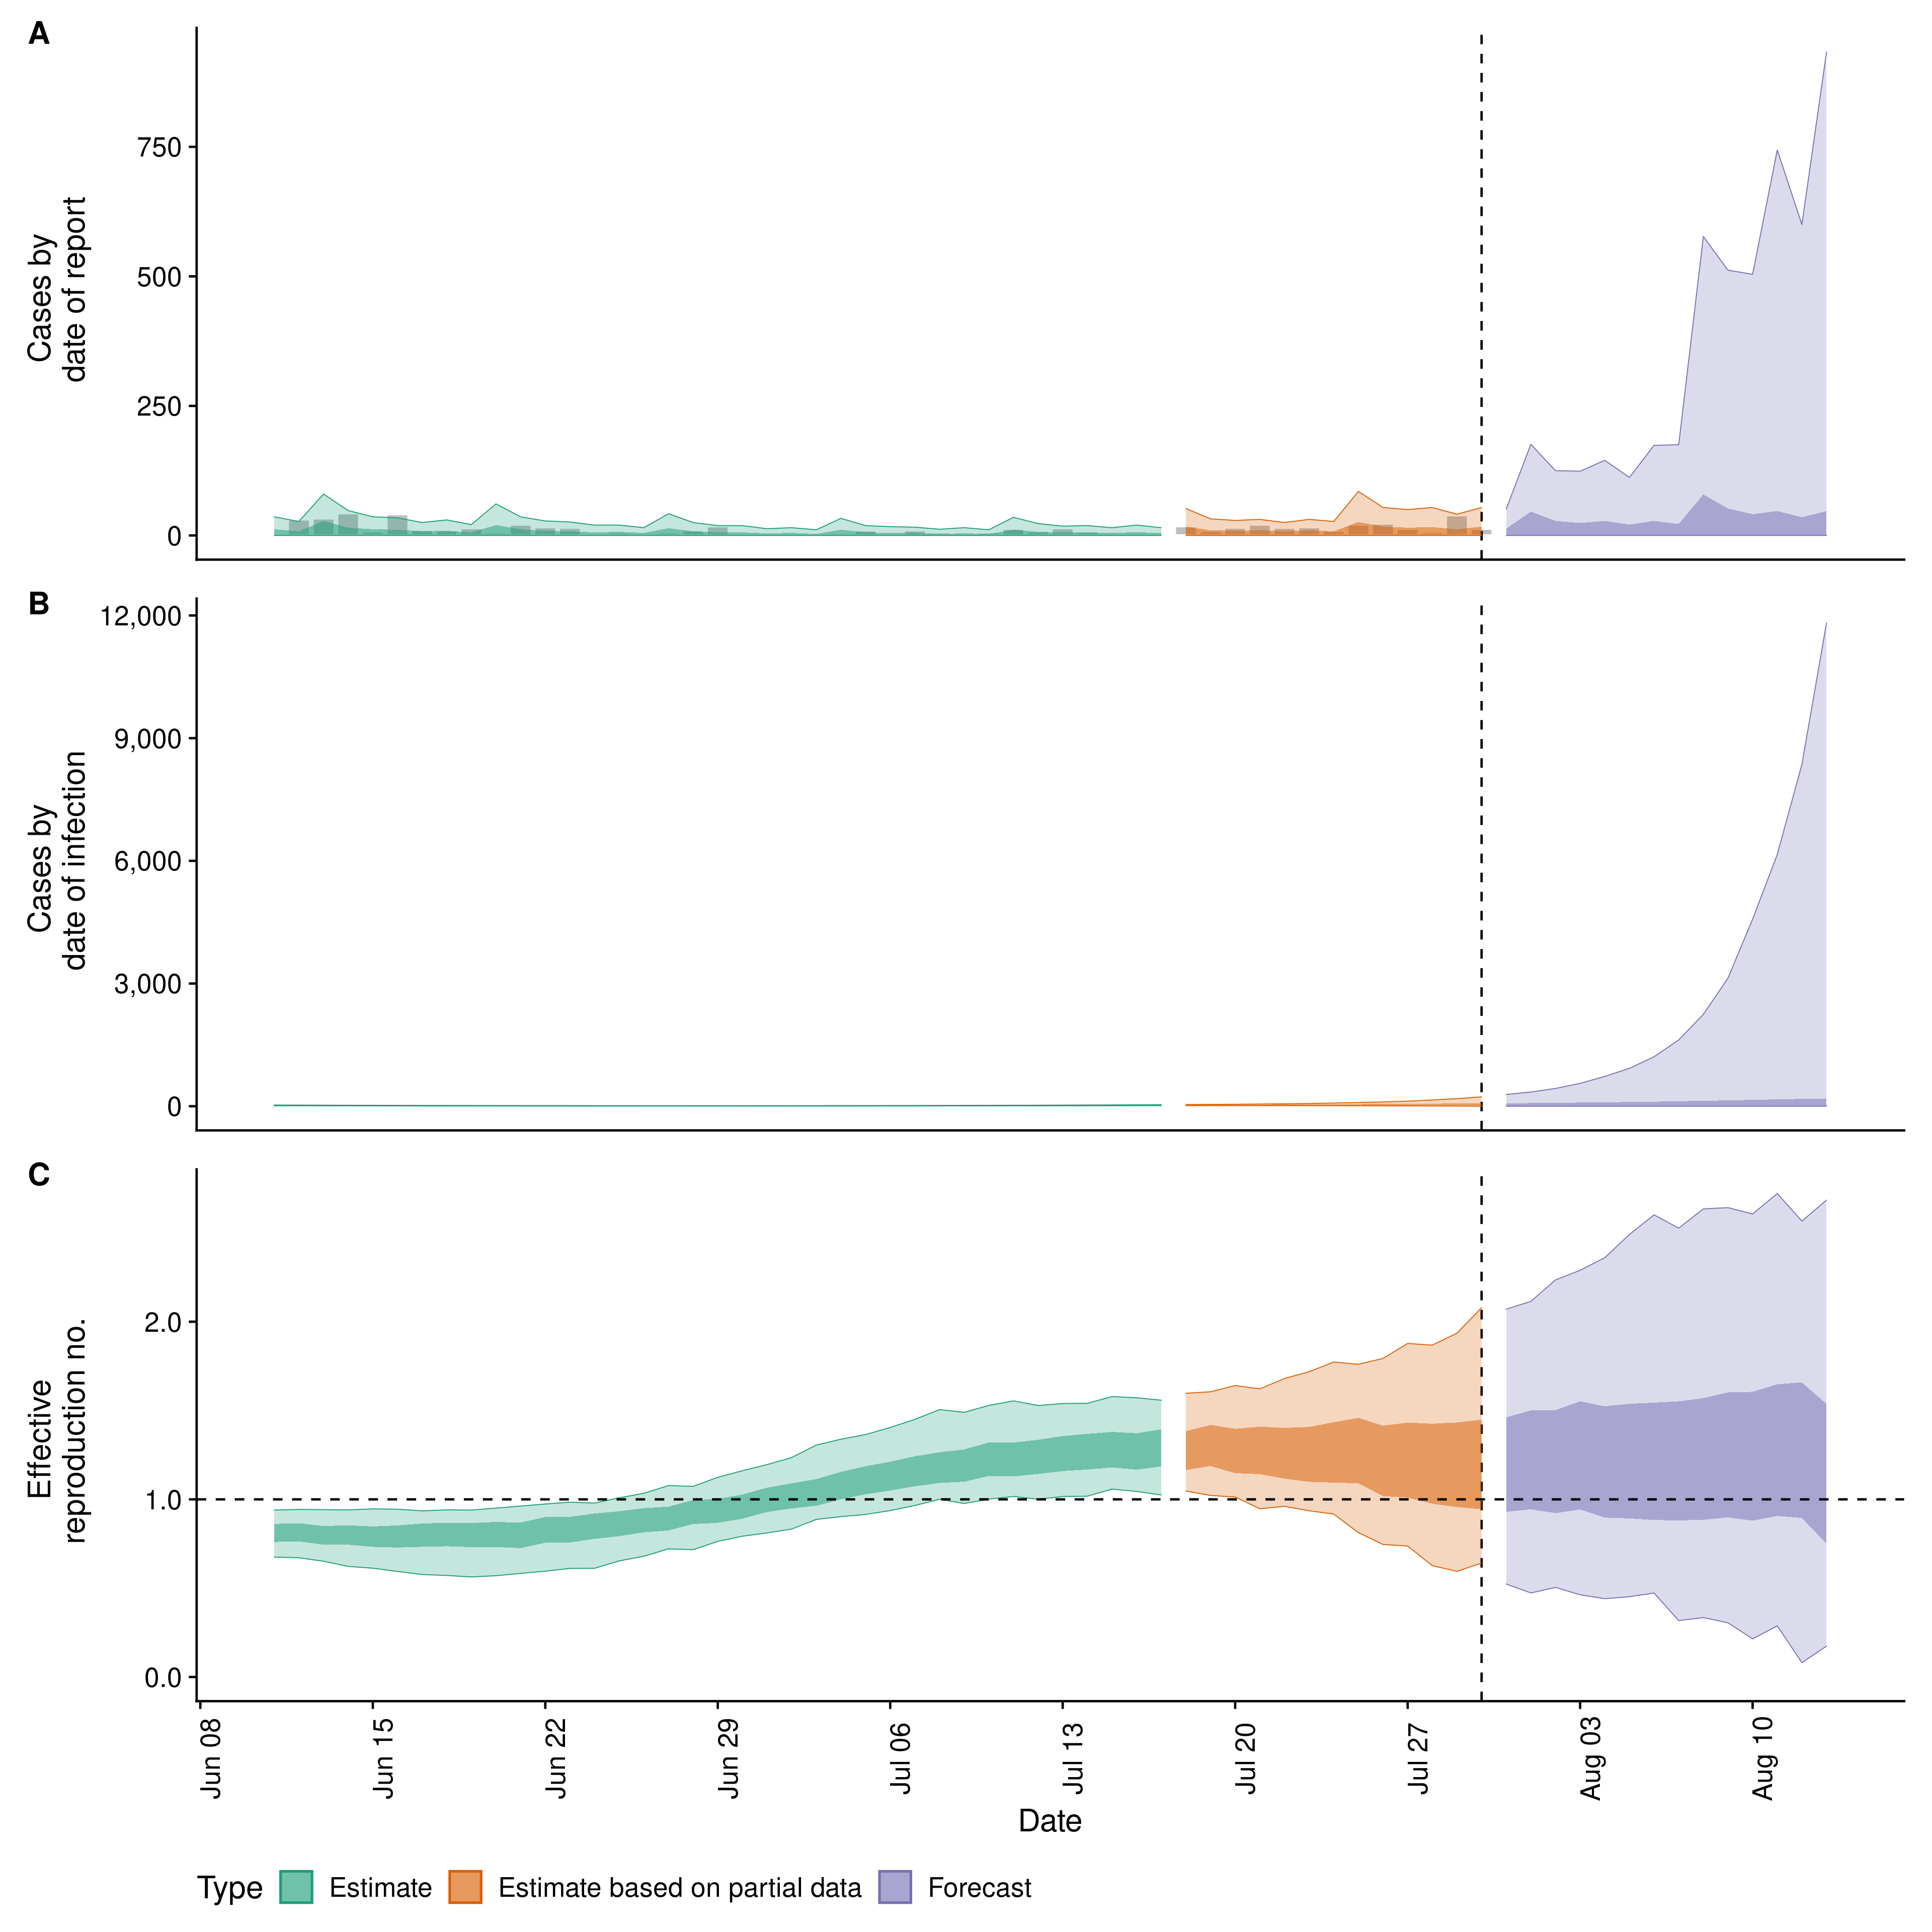 A
Cases by
date of report
750
500
250
0
B
Cases by
date of infection
12,000
9,000
6,000
3,000
0
C
Effective
reproduction no.
2.0
1.0
0.0
Jun 08
Jun 15
Jun 22
Jun 29
Jul 06
Jul 13
Jul 20
Jul 27
Aug 03
Aug 10
Date
Type Estimate Estimate based on partial data Forecast